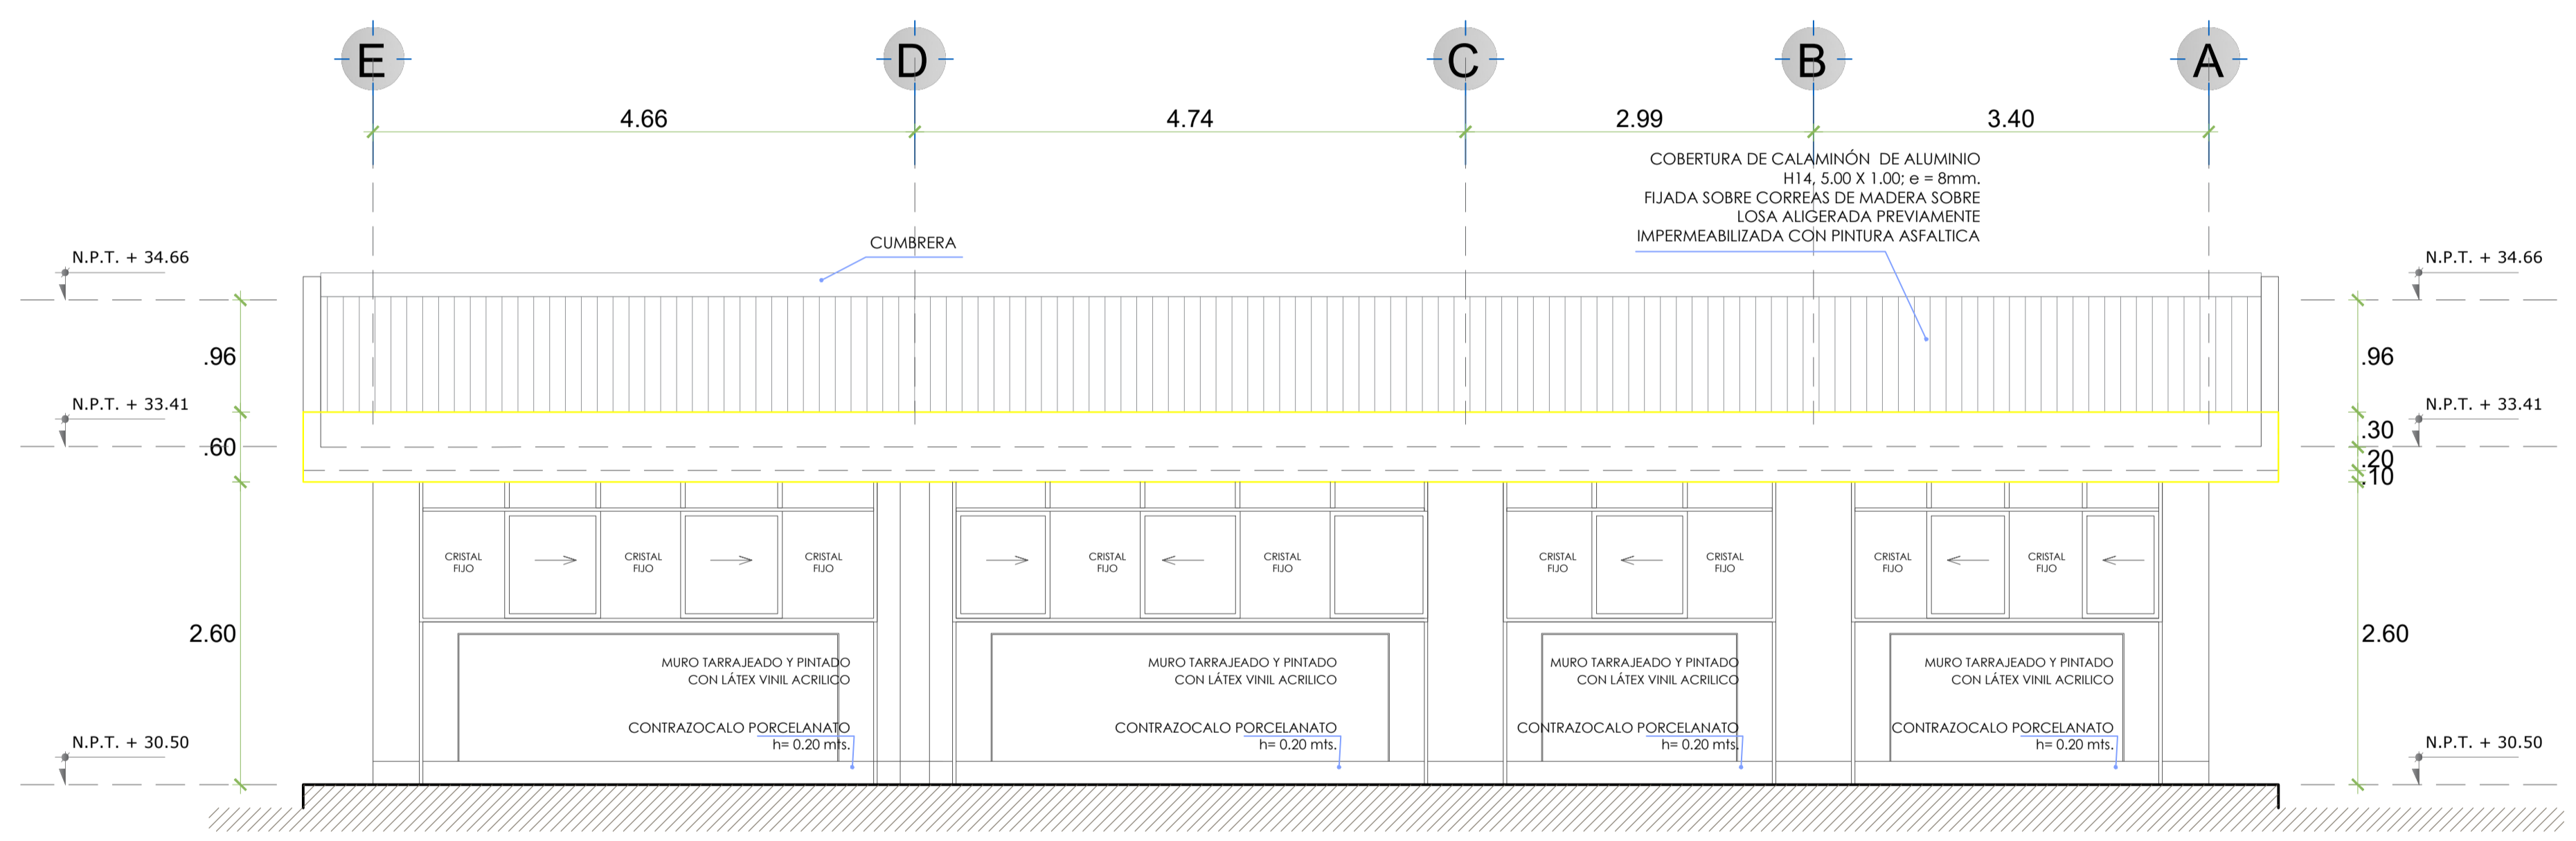 E D C B A
4.66 4.74 2.99 3.40
COBERTURA DE CALAMINÓN DE ALUMINIO
H14, 5.00 X 1.00; e = 8mm.
FIJADA SOBRE CORREAS DE MADERA SOBRE
LOSA ALIGERADA PREVIAMENTE
IMPERMEABILIZADA CON PINTURA ASFALTICA
CUMBRERA
N.P.T. + 34.66 N.P.T. + 34.66
.96 .96
N.P.T. + 33.41 N.P.T. + 33.41
.30
.60
.20
.10
CRISTAL CRISTAL CRISTAL CRISTAL CRISTAL CRISTAL CRISTAL CRISTAL CRISTAL
FIJO FIJO FIJO FIJO FIJO FIJO FIJO FIJO FIJO
2.60 2.60
MURO TARRAJEADO Y PINTADO MURO TARRAJEADO Y PINTADO MURO TARRAJEADO Y PINTADO MURO TARRAJEADO Y PINTADO
CON LÁTEX VINIL ACRILICO CON LÁTEX VINIL ACRILICO CON LÁTEX VINIL ACRILICO CON LÁTEX VINIL ACRILICO
CONTRAZOCALO PORCELANATO CONTRAZOCALO PORCELANATO CONTRAZOCALO PORCELANATO CONTRAZOCALO PORCELANATO
h= 0.20 mts. h= 0.20 mts. h= 0.20 mts. h= 0.20 mts.
N.P.T. + 30.50 N.P.T. + 30.50